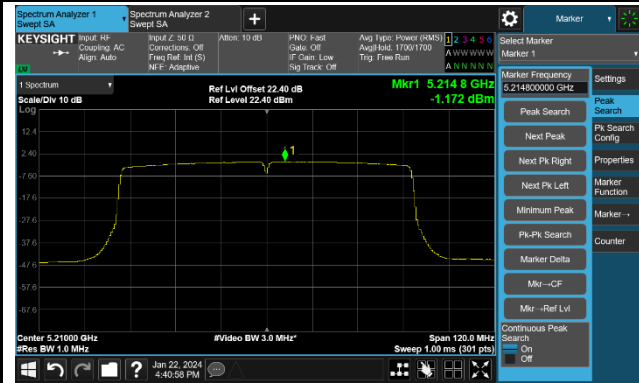 Spectrum Analyzer 1
Swept SA
Spectrum Analyzer 2
Swept SA
+
Marker
KEYSIGHT
Input: RF
Coupling: AC
Align: Auto
Input Z: 50 Ω
Corrections: Off
Freq Ref: Int (S)
NFE: Adaptive
Atten: 10 dB
PNO: Fast
Gate: Off
IF Gain: Low
Sig Track: Off
Avg Type: Power (RMS)
Avg|Hold: 1700/1700
Trig: Free Run
1 2 3 4 5 6
A W W W W W
A N N N N N
LXI
Select Marker
Marker 1
1 Spectrum
Scale/Div 10 dB
Log
Ref Lvl Offset 22.40 dB
Ref Level 22.40 dBm
Mkr1 5.214 8 GHz
-1.172 dBm
12.4
2.40
-7.60
-17.6
-27.6
-37.6
-47.6
-57.6
-67.6
1
Center 5.21000 GHz
#Res BW 1.0 MHz
#Video BW 3.0 MHz*
Span 120.0 MHz
Sweep 1.00 ms (301 pts)
Marker Frequency
5.214800000 GHz
Peak Search
Next Peak
Next Pk Right
Next Pk Left
Minimum Peak
Pk-Pk Search
Marker Delta
Mkr→CF
Mkr→Ref Lvl
Continuous Peak
Search
On
Off
Settings
Peak
Search
Pk Search
Config
Properties
Marker
Function
Marker→
Counter
?
Jan 22, 2024
4:40:58 PM